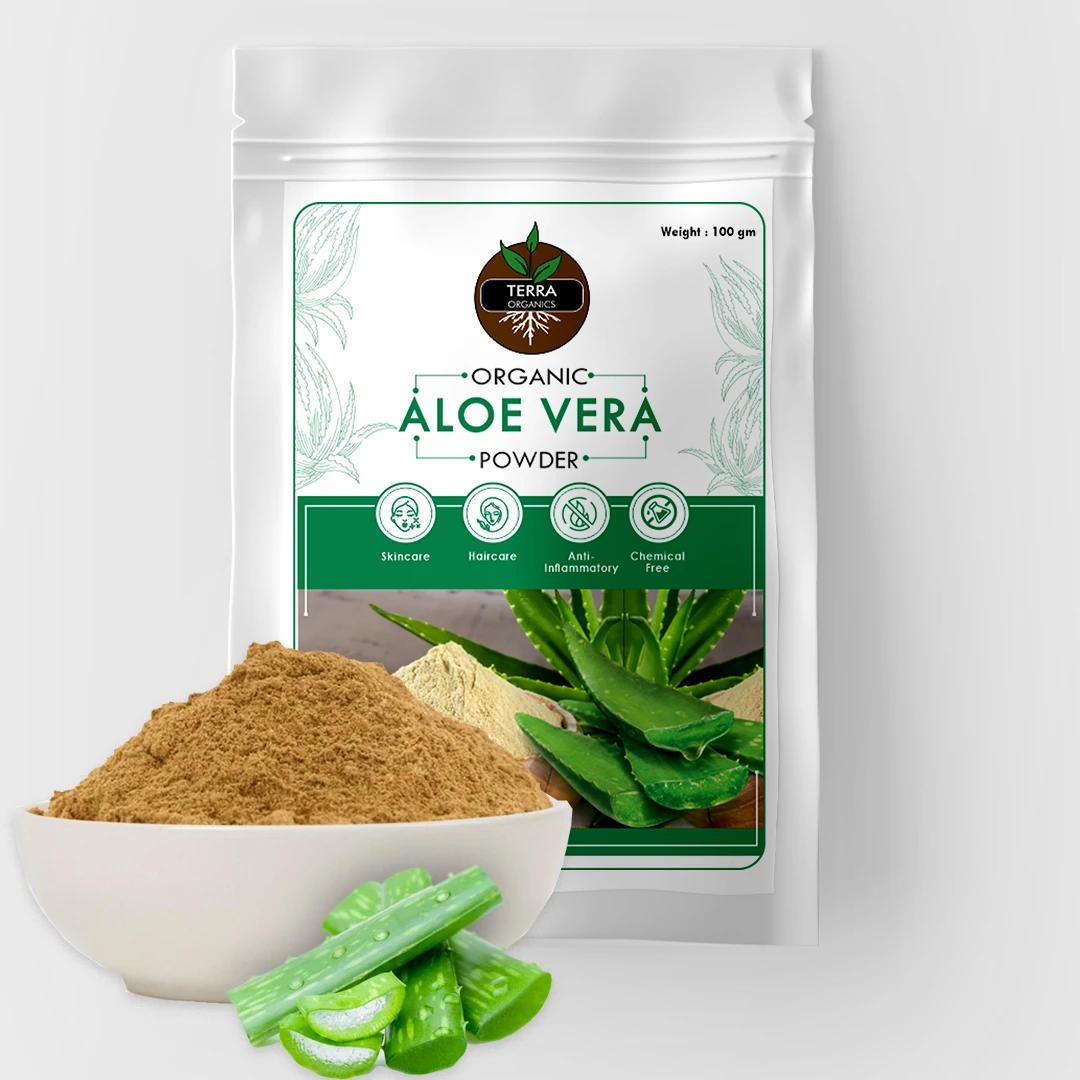 Weight : 100 gm
TERRA
ORGANICS
ORGANIC
ALOE VERA
POWDER
Skincare
Haircare
Anti-
Inflammatory
Chemical
Free